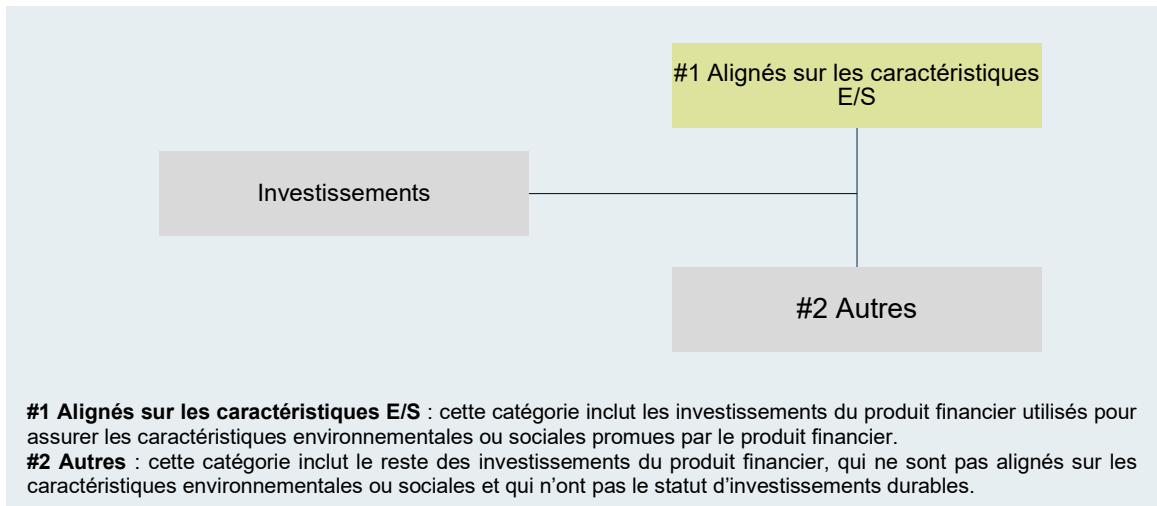 #1 Alignés sur les caractéristiques
E/S
Investissements
#2 Autres
#1 Alignés sur les caractéristiques E/S : cette catégorie inclut les investissements du produit financier utilisés pour
assurer les caractéristiques environnementales ou sociales promues par le produit financier.
#2 Autres : cette catégorie inclut le reste des investissements du produit financier, qui ne sont pas alignés sur les
caractéristiques environnementales ou sociales et qui n’ont pas le statut d’investissements durables.